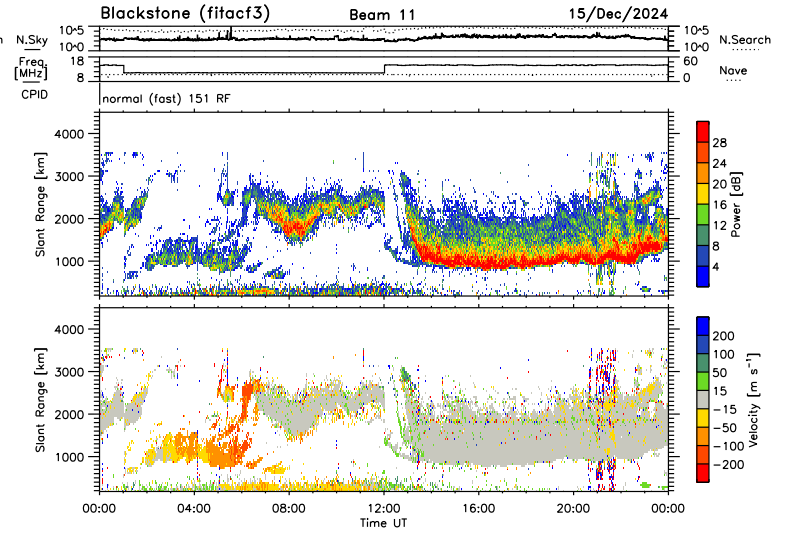 Blackstone (fitacf3) Beam 11 15/Dec/2024
n N.Sky 10^5 10^0 10^5 10^0 N.Search
Freq. [MHz] 18 8 60 0 Nave
CPID normal (fast) 151 RF
Slant Range [km] 4000 3000 2000 1000
28 24 20 16 12 8 4 Power [dB]
Slant Range [km] 4000 3000 2000 1000
200 100 50 15 −15 −50 −100 −200 Velocity [m s⁻¹]
00:00 04:00 08:00 12:00 16:00 20:00 00:00
Time UT